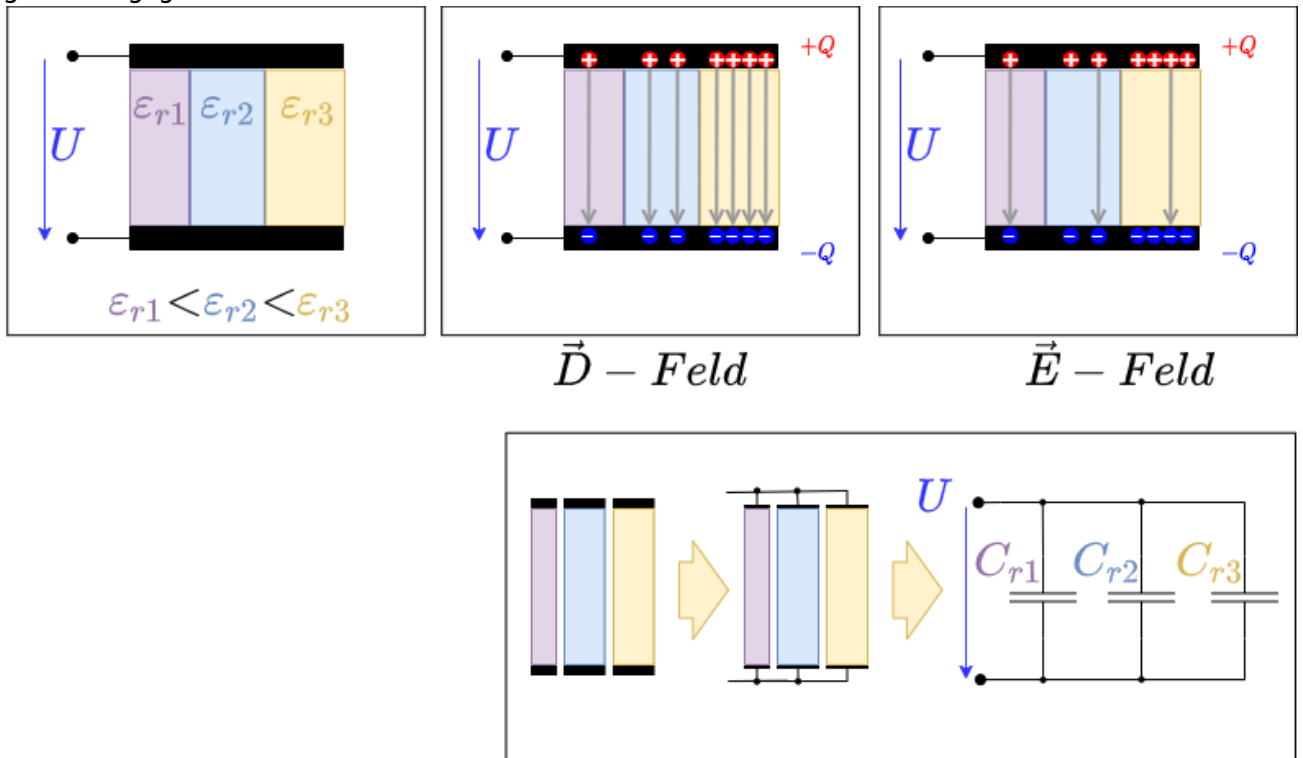 U
εr1 εr2 εr3
εr1<εr2<εr3
U
+Q
−Q
D⃗ − Feld
U
+Q
−Q
E⃗ − Feld
U
Cr1 Cr2 Cr3